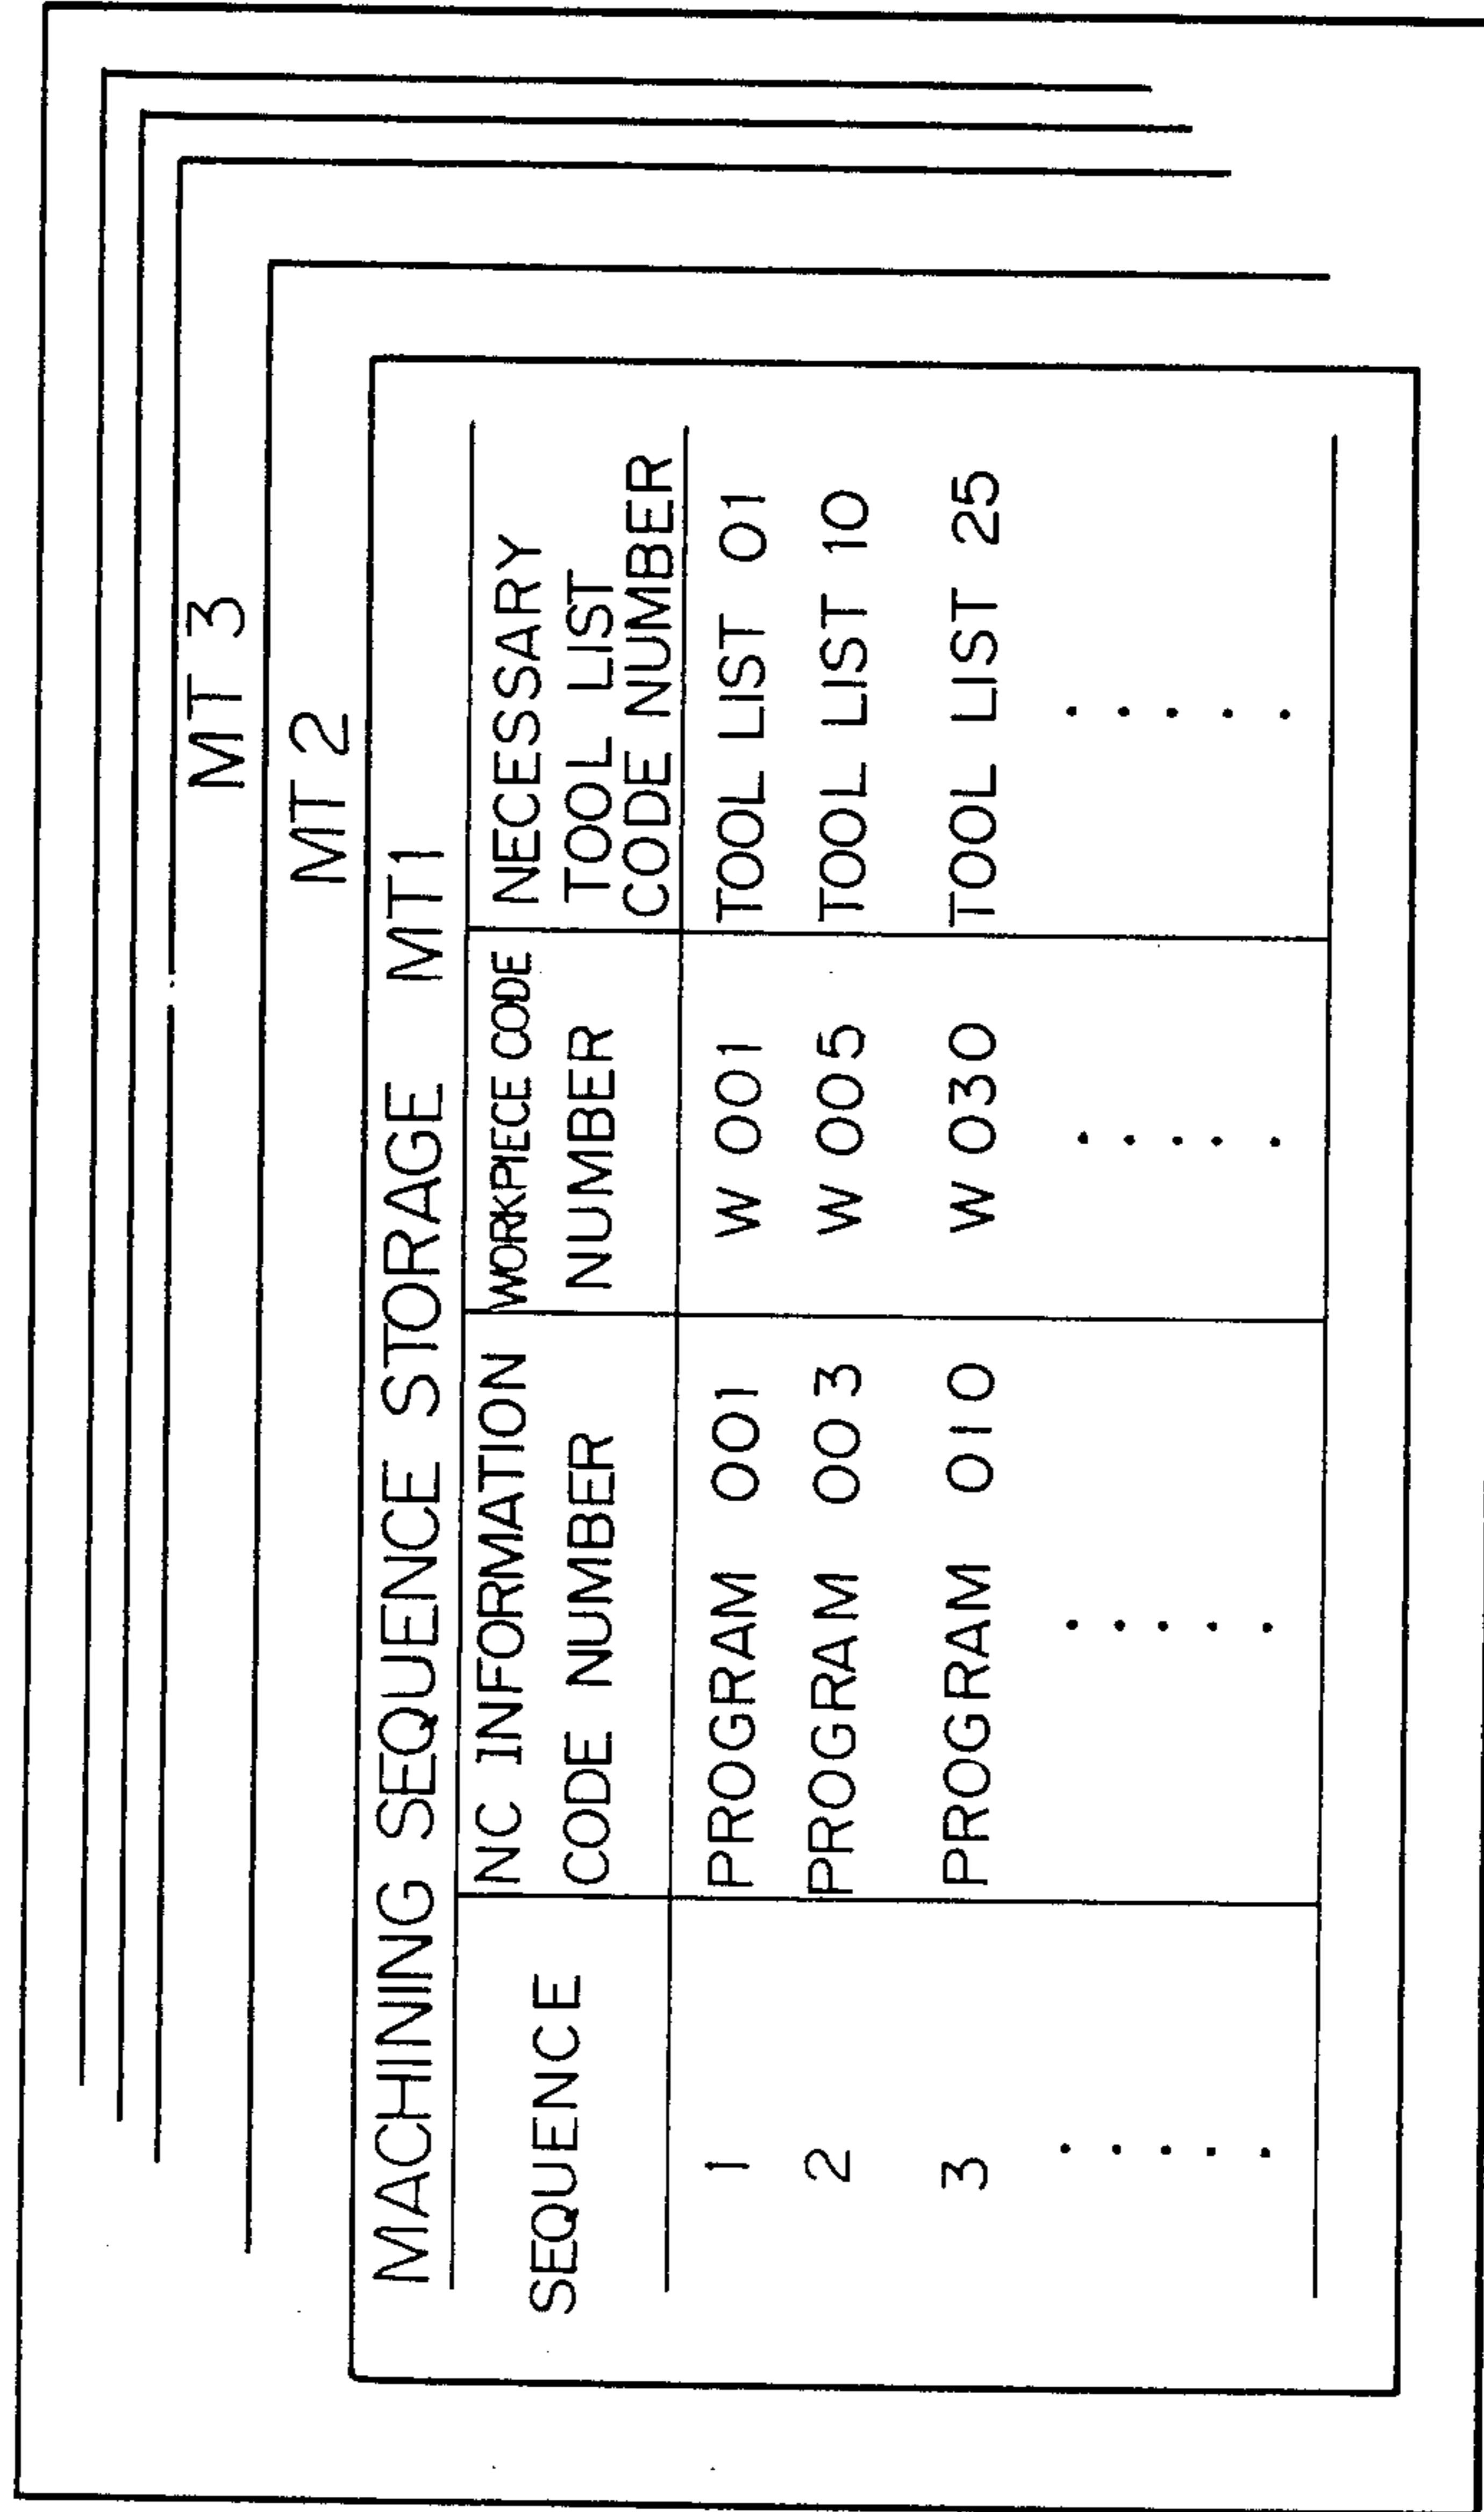 MT 3
MT 2
MACHINING SEQUENCE STORAGE MT1
SEQUENCE
NC INFORMATION
CODE NUMBER
WORKPIECE CODE
NUMBER
NECESSARY
TOOL LIST
CODE NUMBER
1 PROGRAM 001 W 001 TOOL LIST 01
2 PROGRAM 003 W 005 TOOL LIST 10
3 PROGRAM 010 W 030 TOOL LIST 25